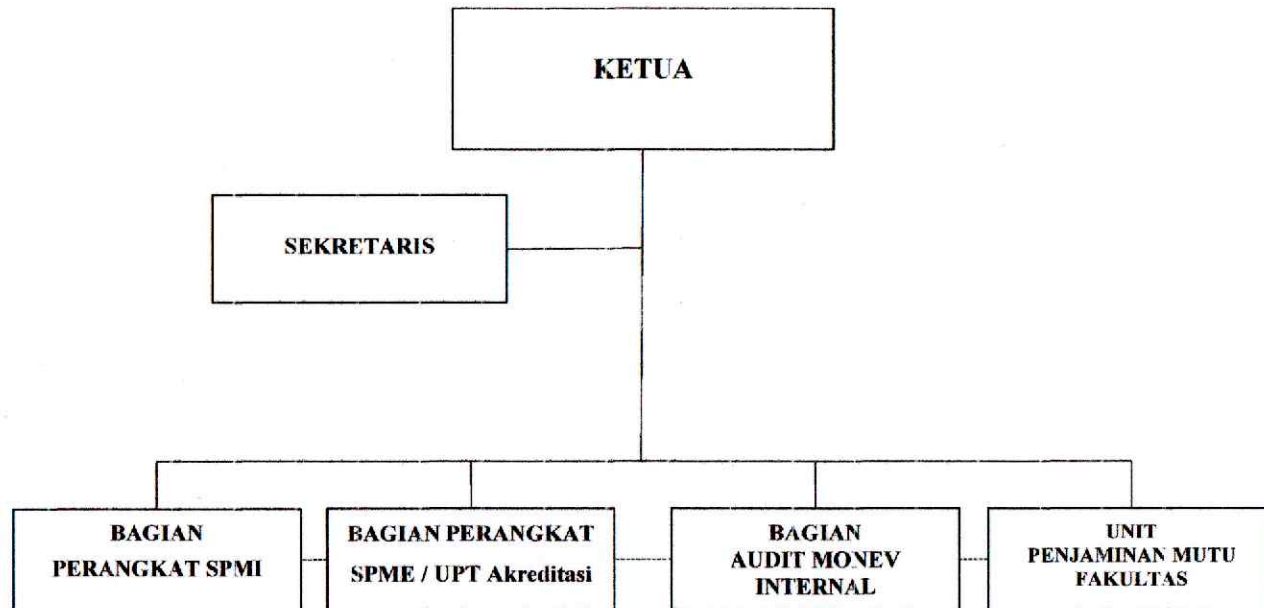 KETUA
SEKRETARIS
BAGIAN
PERANGKAT SPMI
BAGIAN PERANGKAT
SPME / UPT Akreditasi
BAGIAN
AUDIT MONEV
INTERNAL
UNIT
PENJAMINAN MUTU
FAKULTAS